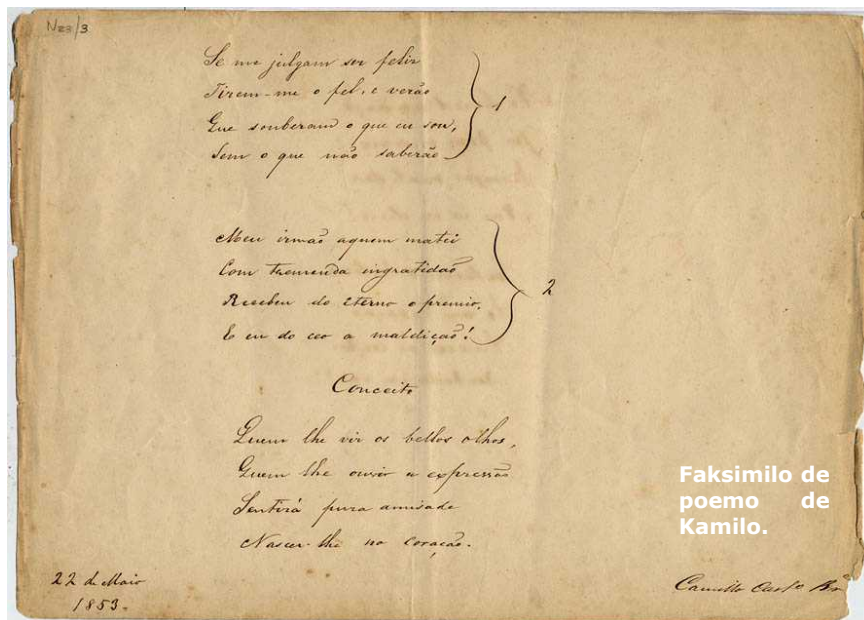 N23/3
Se me julgam ser feliz
Tirem-me o fel, e verão
Que souberam o que eu sou,
Sem o que não saberão
1
Meu irmão aquem matei
Com tremenda ingratidão
Recebeu do Eterno o premio,
E eu do ceo a maldição!
2
Conceito
Quem lhe vir os bellos olhos,
Quem lhe ouvir a expressão
Sentirá pura amisade
Nascer-lhe no coração.
22 de Maio
1853.
Camillo Castº Brº
Faksimilo de
poemo de
Kamilo.